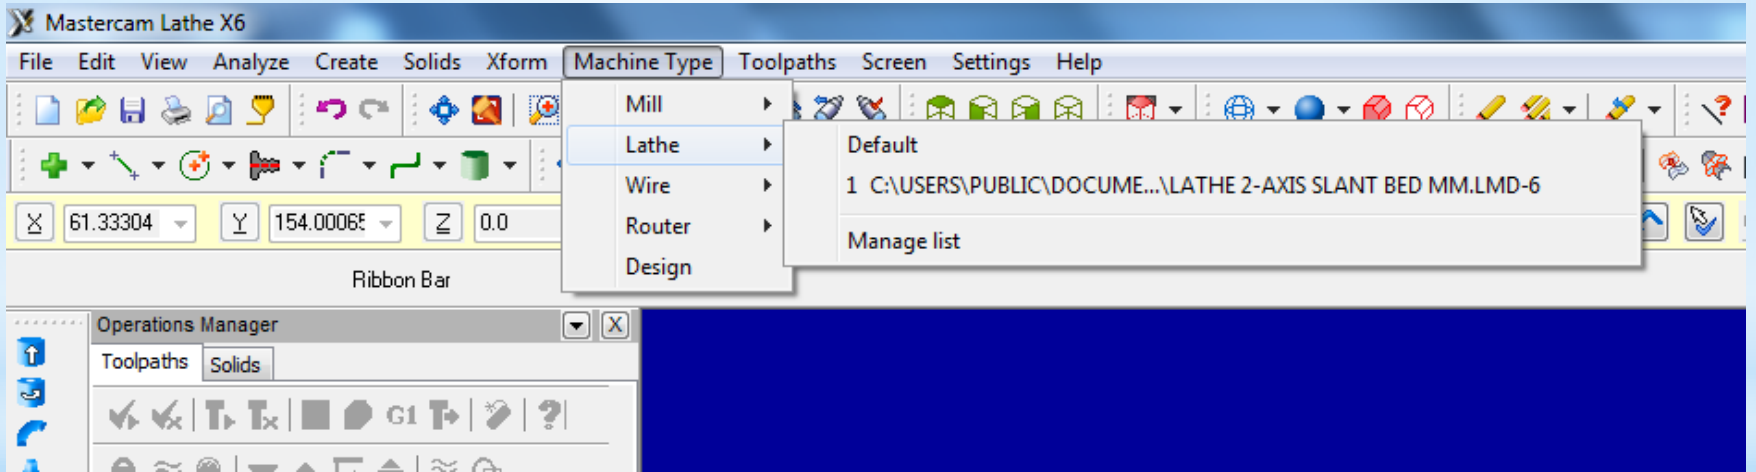 Mastercam Lathe X6
File Edit View Analyze Create Solids Xform Machine Type Toolpaths Screen Settings Help
Mill
Lathe
Wire
Router
Design
Default
1 C:\USERS\PUBLIC\DOCUME...\LATHE 2-AXIS SLANT BED MM.LMD-6
Manage list
X 61.33304 Y 154.00065 Z 0.0
Ribbon Bar
Operations Manager
Toolpaths Solids
G1